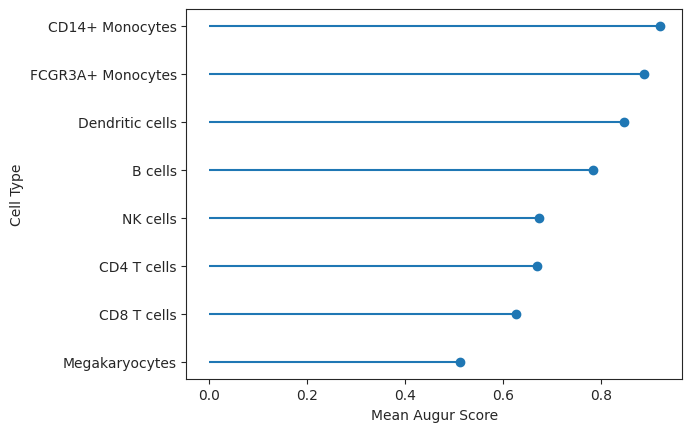 CD14+ Monocytes
FCGR3A+ Monocytes
Dendritic cells
B cells
NK cells
CD4 T cells
CD8 T cells
Megakaryocytes
Cell Type
0.0 0.2 0.4 0.6 0.8
Mean Augur Score